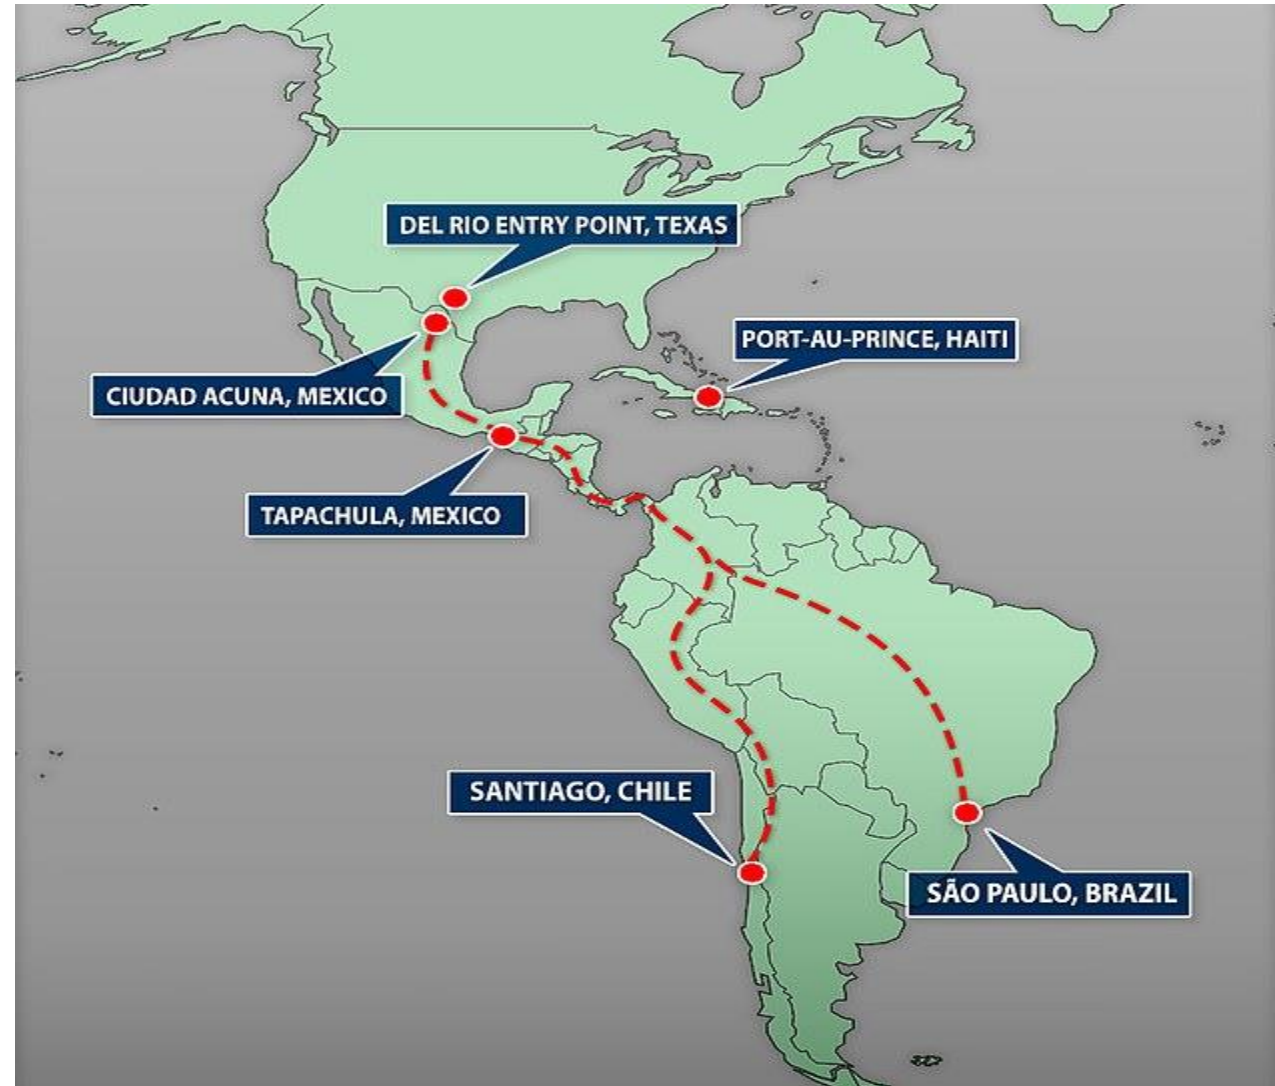 DEL RIO ENTRY POINT, TEXAS
PORT-AU-PRINCE, HAITI
CIUDAD ACUNA, MEXICO
TAPACHULA, MEXICO
SANTIAGO, CHILE
SÃO PAULO, BRAZIL